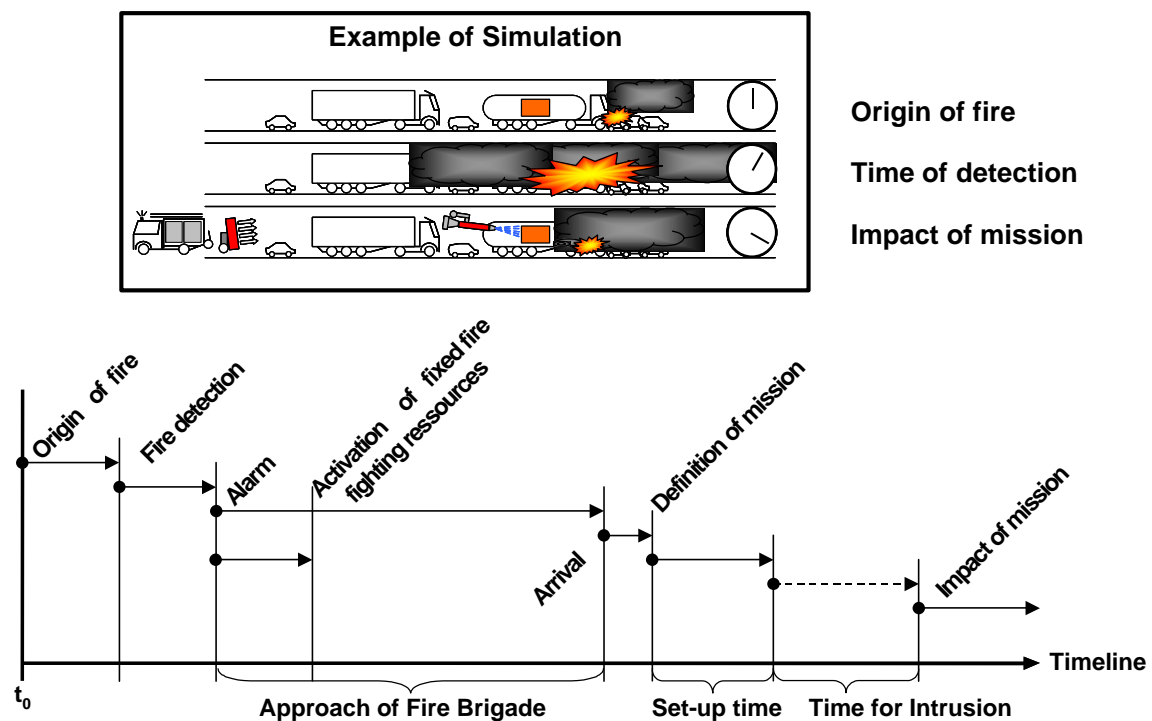 Example of Simulation
Origin of fire
Time of detection
Impact of mission
Origin of fire
Fire detection
Alarm
Activation of fixed fire
fighting ressources
Arrival
Definition of mission
Impact of mission
Timeline
t0
Approach of Fire Brigade
Set-up time
Time for Intrusion